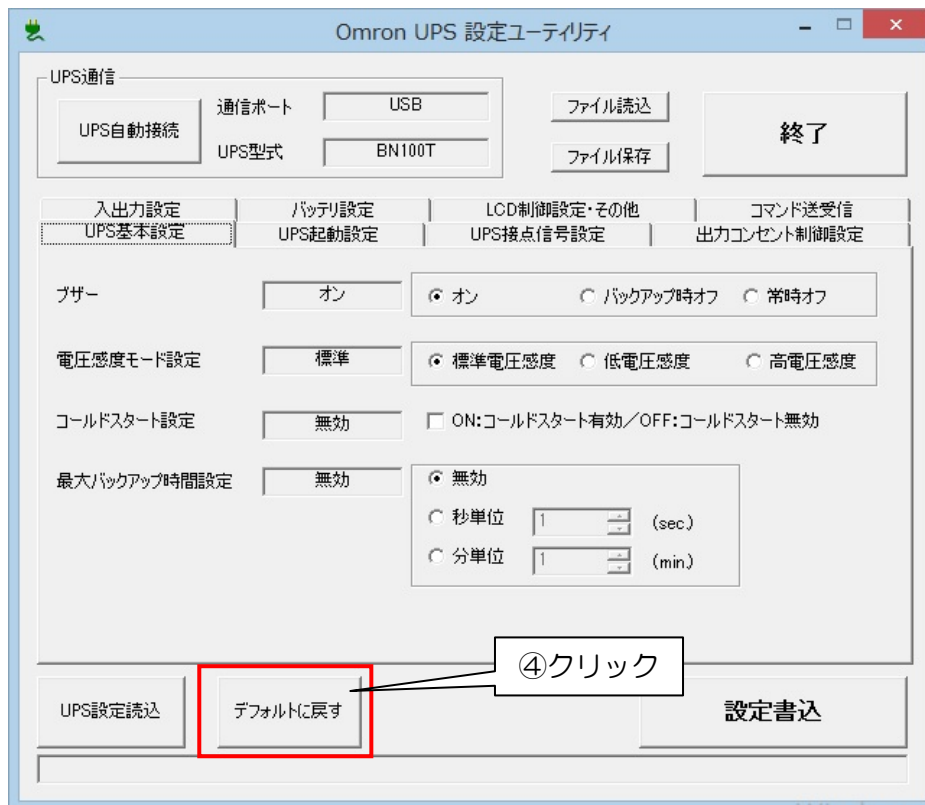 Omron UPS 設定ユーティリティ
UPS通信
UPS自動接続
通信ポート USB
UPS型式 BN100T
ファイル読込
ファイル保存
終了
入出力設定 バッテリ設定 LCD制御設定・その他 コマンド送受信
UPS基本設定 UPS起動設定 UPS接点信号設定 出力コンセント制御設定
ブザー オン オン バックアップ時オフ 常時オフ
電圧感度モード設定 標準 標準電圧感度 低電圧感度 高電圧感度
コールドスタート設定 無効 ON:コールドスタート有効/OFF:コールドスタート無効
最大バックアップ時間設定 無効 無効
秒単位 1 (sec.)
分単位 1 (min.)
④クリック
UPS設定読込 デフォルトに戻す 設定書込